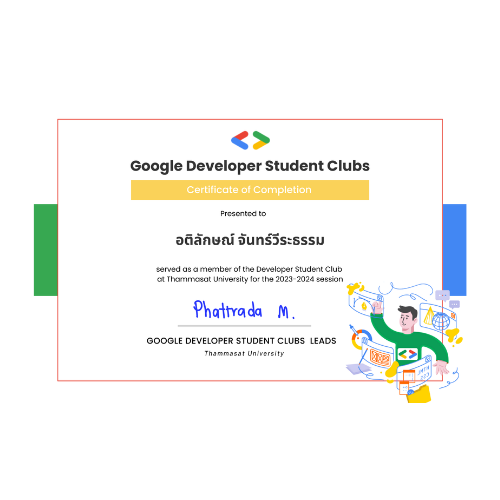 Google Developer Student Clubs
Certificate of Completion
Presented to
อติลักษณ์ จันทร์วีระธรรม
served as a member of the Developer Student Club
at Thammasat University for the 2023-2024 session
Phattrada M.
GOOGLE DEVELOPER STUDENT CLUBS LEADS
Thammasat University